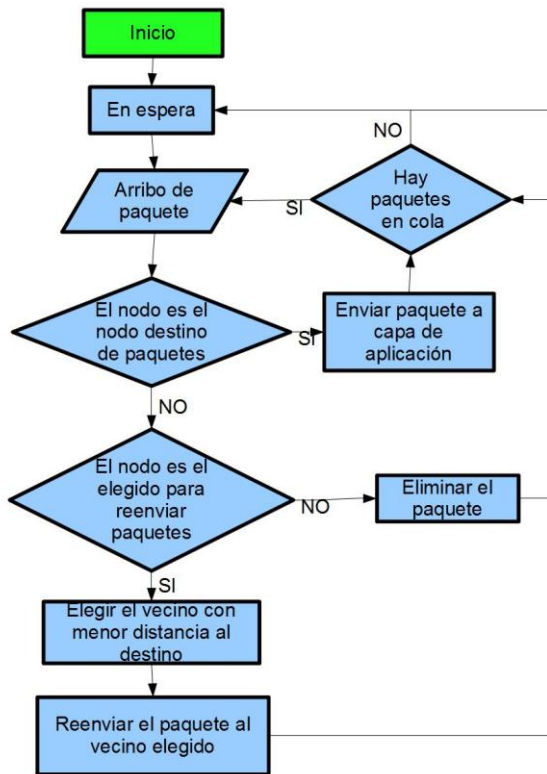 Inicio
En espera
NO
Hay
paquetes
en cola
Arribo de
paquete
SI
El nodo es el
nodo destino
de paquetes
SI
Enviar paquete a
capa de
aplicación
NO
El nodo es el
elegido para
reenviar
paquetes
NO
Eliminar el
paquete
SI
Elegir el vecino con
menor distancia al
destino
Reenviar el paquete al
vecino elegido